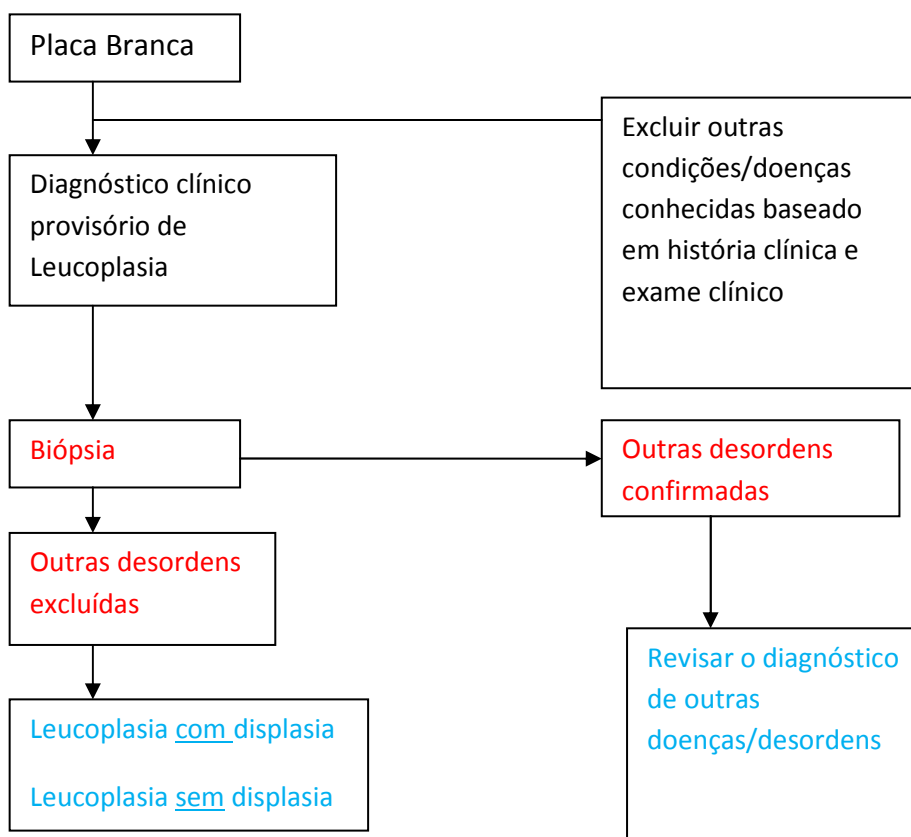 Placa Branca
Excluir outras
condições/doenças
conhecidas baseado
em história clínica e
exame clínico
Diagnóstico clínico
provisório de
Leucoplasia
Biópsia
Outras desordens
confirmadas
Outras desordens
excluídas
Revisar o diagnóstico
de outras
doenças/desordens
Leucoplasia com displasia
Leucoplasia sem displasia